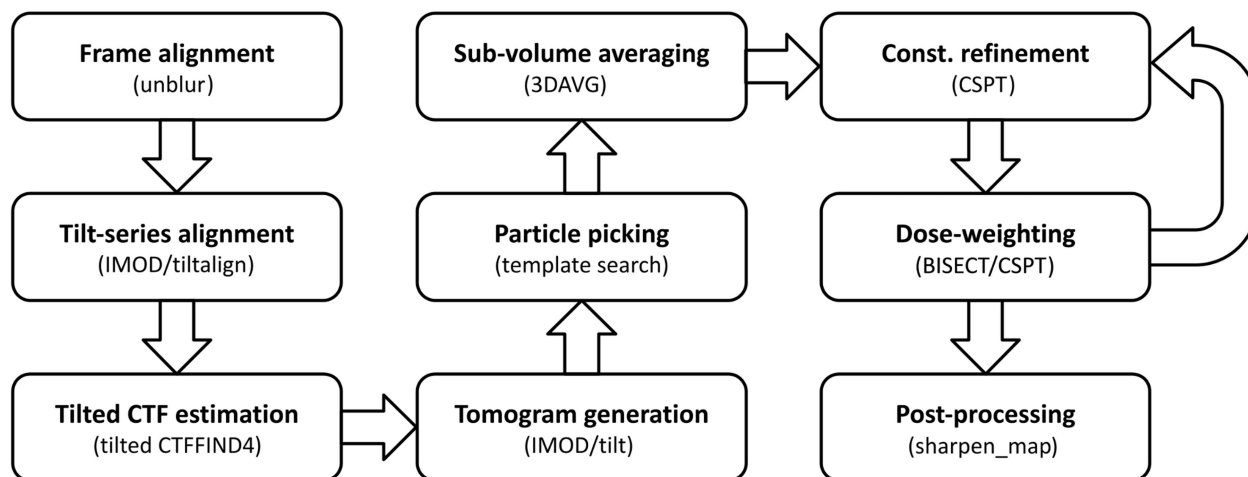 Frame alignment
(unblur)
Tilt-series alignment
(IMOD/tiltalign)
Tilted CTF estimation
(tilted CTFFIND4)
Tomogram generation
(IMOD/tilt)
Particle picking
(template search)
Sub-volume averaging
(3DAVG)
Const. refinement
(CSPT)
Dose-weighting
(BISECT/CSPT)
Post-processing
(sharpen_map)